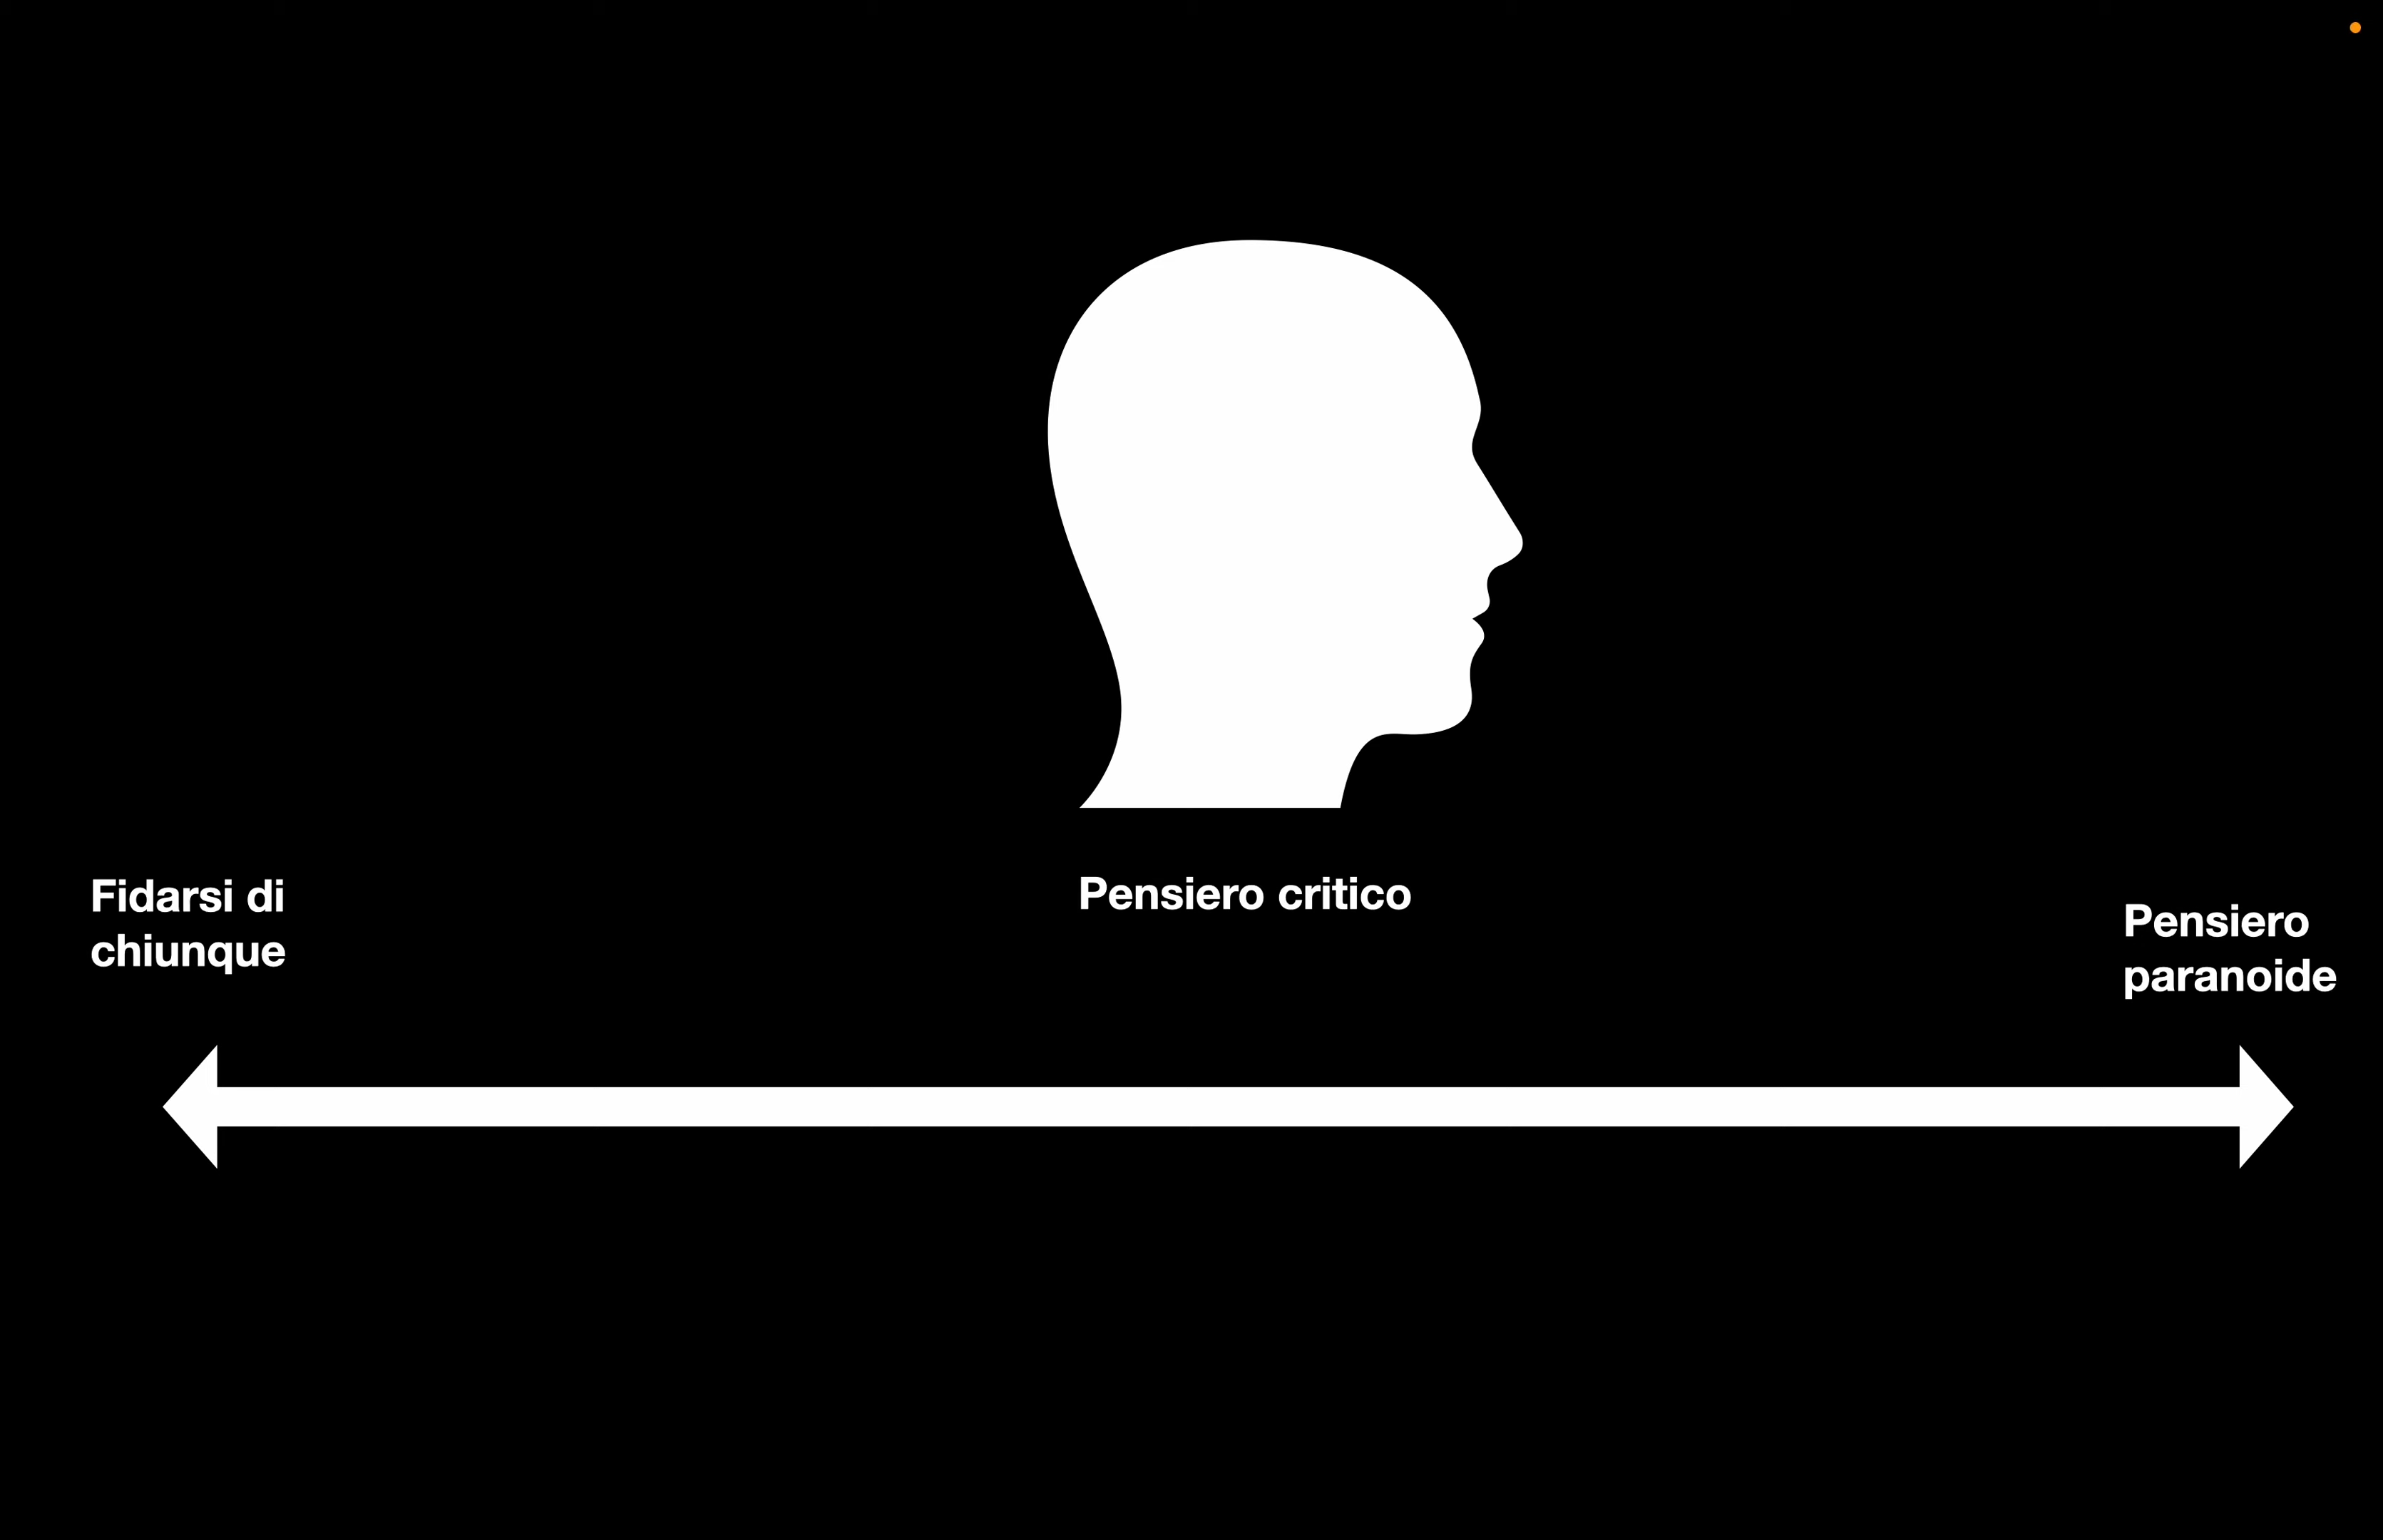 Fidarsi di
chiunque
Pensiero critico
Pensiero
paranoide